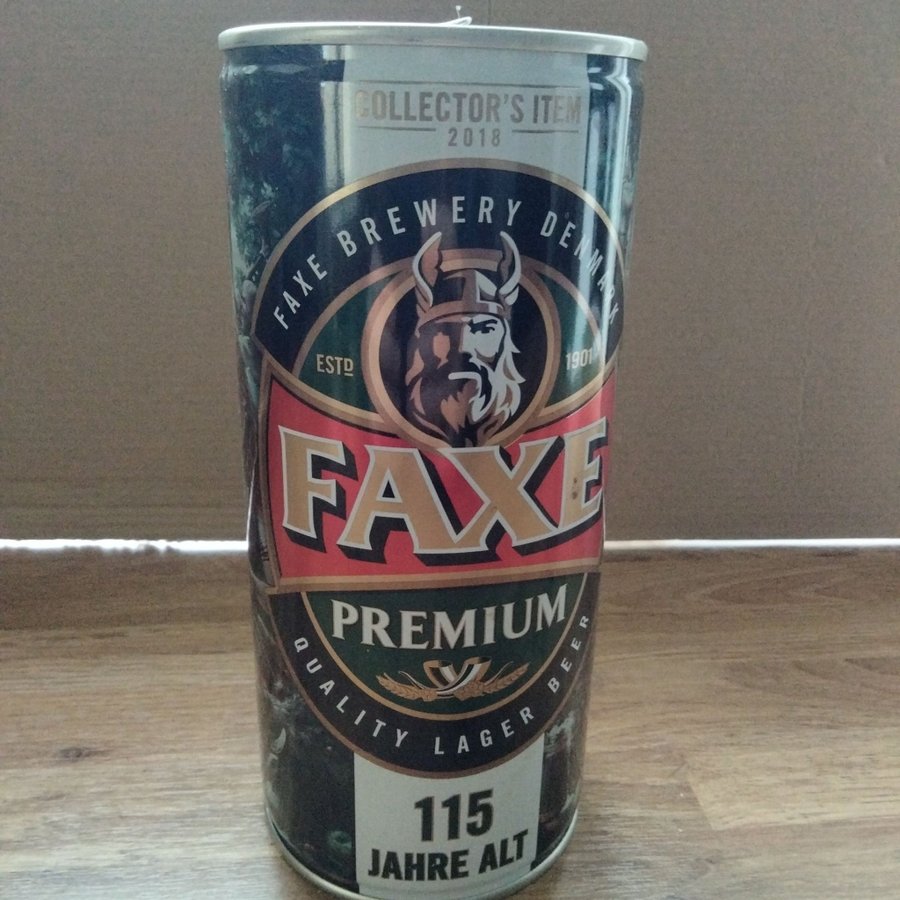 COLLECTOR'S ITEM
2018
FAXE BREWERY DENMARK
ESTD 1901
FAXE
PREMIUM
QUALITY LAGER BEER
115
JAHRE ALT